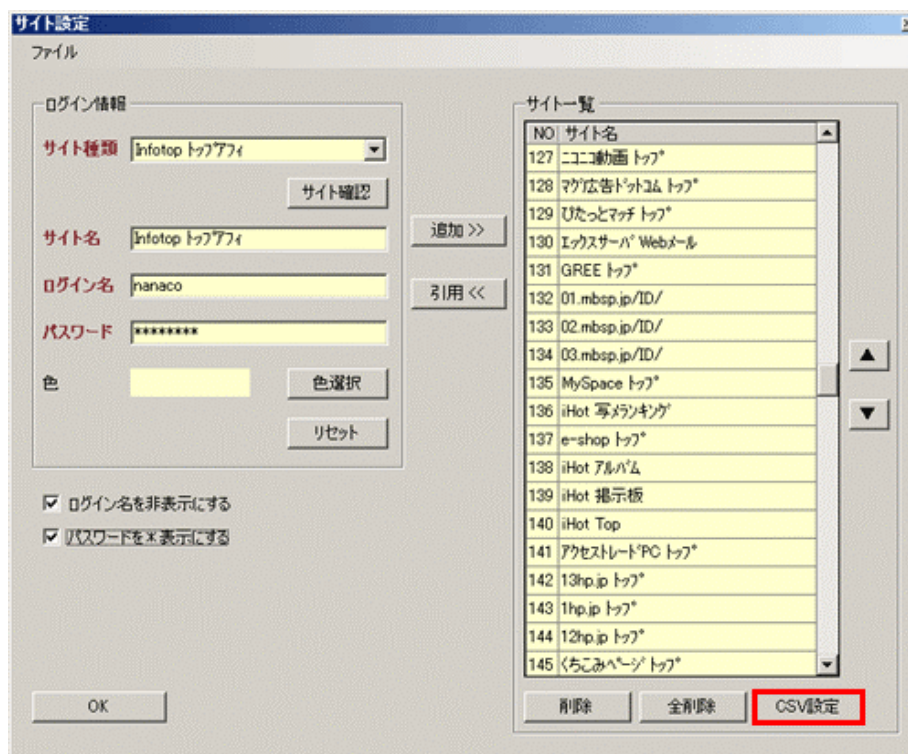 サイト設定
ファイル
ログイン情報
サイト種類 Infotop トップアフィ
サイト確認
サイト名 Infotop トップアフィ
ログイン名 nanaco
パスワード ********
色 色選択
リセット
ログイン名を非表示にする
パスワードを*表示にする
OK
追加 >>
引用 <<
サイト一覧
NO サイト名
127 ニコニコ動画 トップ
128 マグ広告ドットコム トップ
129 ぴたっとマッチ トップ
130 エックスサーバ Webメール
131 GREE トップ
132 01.mbsp.jp/ID/
133 02.mbsp.jp/ID/
134 03.mbsp.jp/ID/
135 MySpace トップ
136 iHot 写メランキング
137 e-shop トップ
138 iHot アルバム
139 iHot 掲示板
140 iHot Top
141 アクセストレードPC トップ
142 13hp.jp トップ
143 1hp.jp トップ
144 12hp.jp トップ
145 くちこみページ トップ
▲
▼
削除 全削除 CSV設定